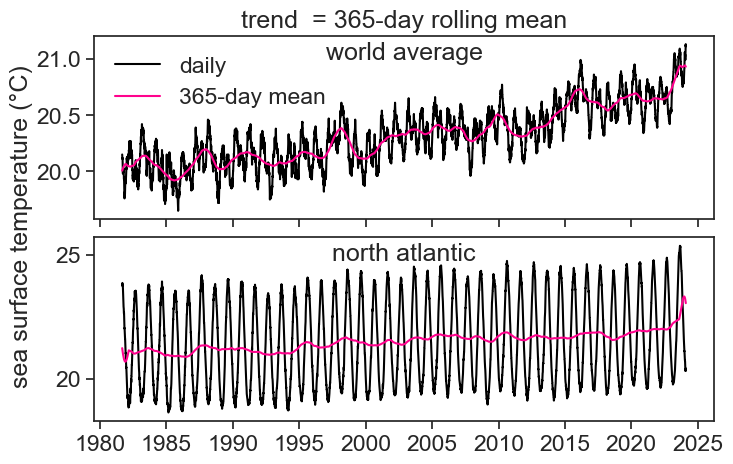 trend  = 365-day rolling mean
world average
daily
365-day mean
21.0
20.5
20.0
sea surface temperature (°C)
north atlantic
25
20
1980 1985 1990 1995 2000 2005 2010 2015 2020 2025